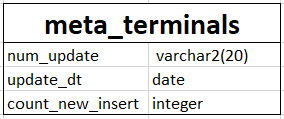 meta_terminals
num_update varchar2(20)
update_dt date
count_new_insert integer